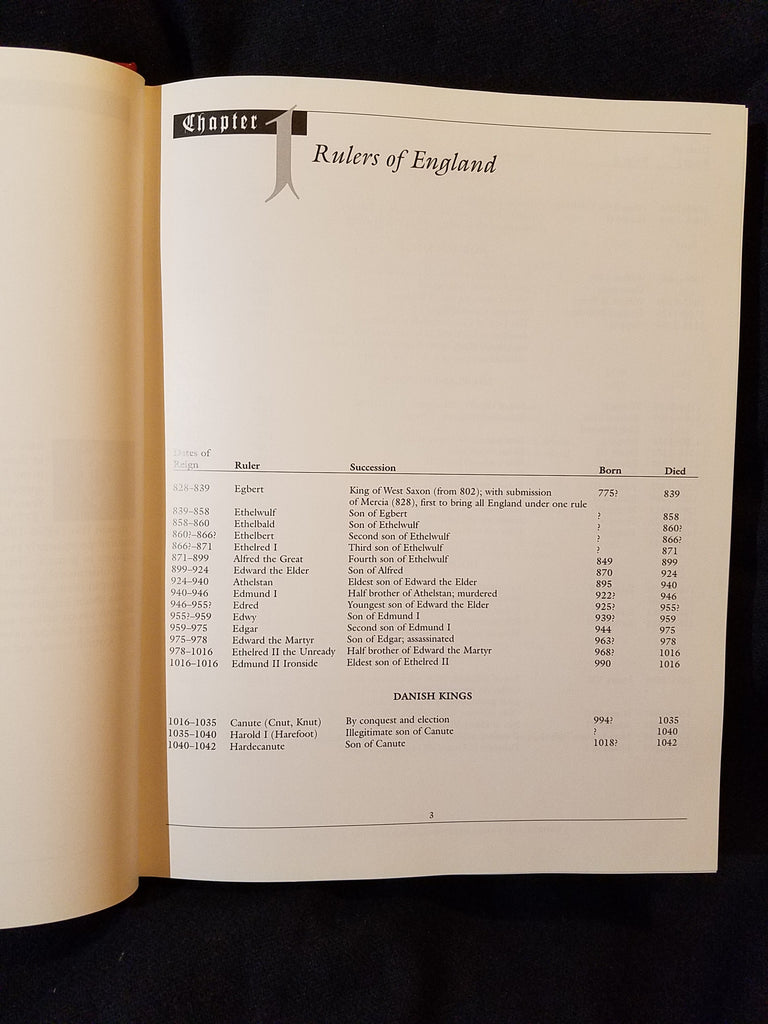 Chapter 1
Rulers of England
Dates of
Reign Ruler Succession Born Died
828–839 Egbert King of West Saxon (from 802); with submission 775? 839
of Mercia (828), first to bring all England under one rule
839–858 Ethelwulf Son of Egbert ? 858
858–860 Ethelbald Son of Ethelwulf ? 860?
860?–866? Ethelbert Second son of Ethelwulf ? 866?
866?–871 Ethelred I Third son of Ethelwulf ? 871
871–899 Alfred the Great Fourth son of Ethelwulf 849 899
899–924 Edward the Elder Son of Alfred 870 924
924–940 Athelstan Eldest son of Edward the Elder 895 940
940–946 Edmund I Half brother of Athelstan; murdered 922? 946
946–955? Edred Youngest son of Edward the Elder 925? 955?
955?–959 Edwy Son of Edmund I 939? 959
959–975 Edgar Second son of Edmund I 944 975
975–978 Edward the Martyr Son of Edgar; assassinated 963? 978
978–1016 Ethelred II the Unready Half brother of Edward the Martyr 968? 1016
1016–1016 Edmund II Ironside Eldest son of Ethelred II 990 1016
DANISH KINGS
1016–1035 Canute (Cnut, Knut) By conquest and election 994? 1035
1035–1040 Harold I (Harefoot) Illegitimate son of Canute ? 1040
1040–1042 Hardecanute Son of Canute 1018? 1042
3